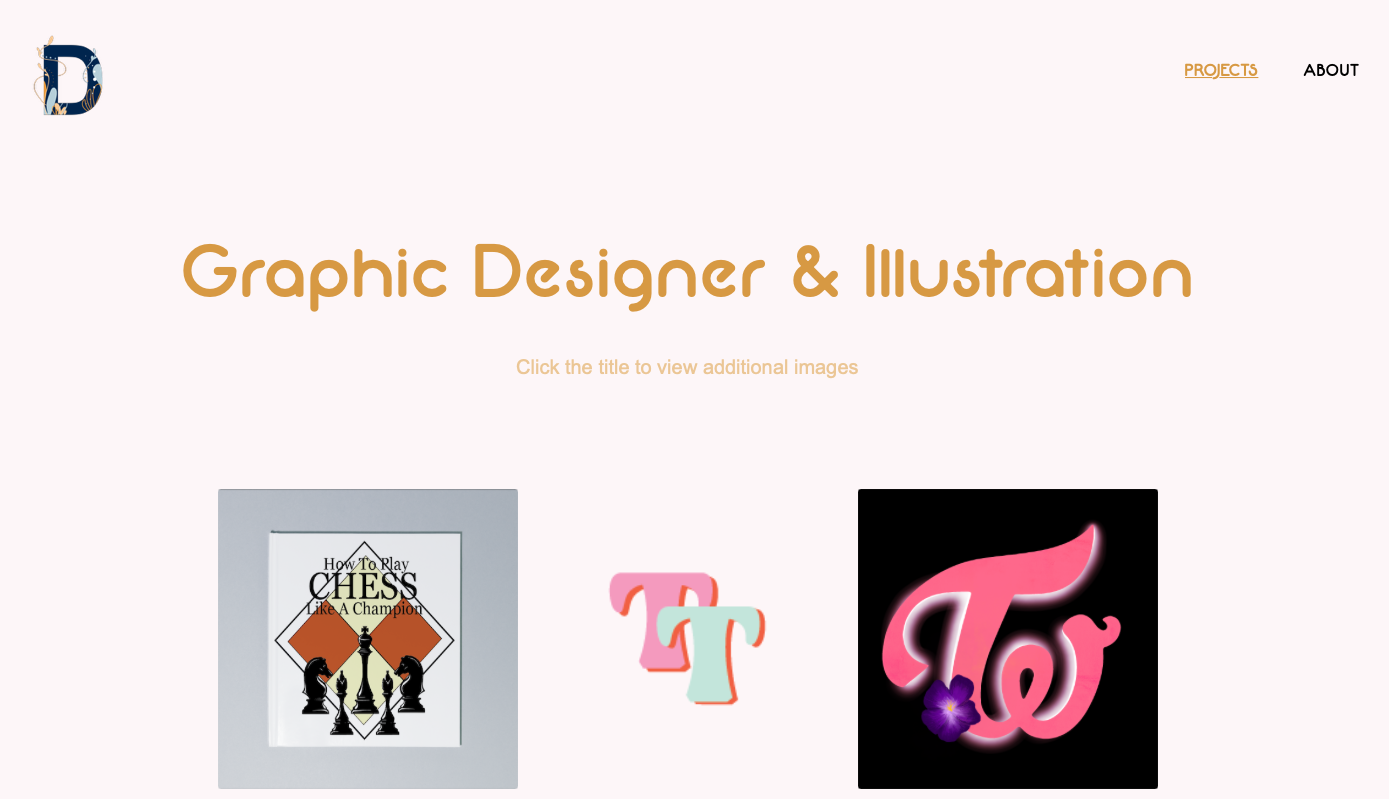 D
PROJECTS ABOUT
Graphic Designer & Illustration
Click the title to view additional images
How To Play
CHESS
Like A Champion
TT
Tw